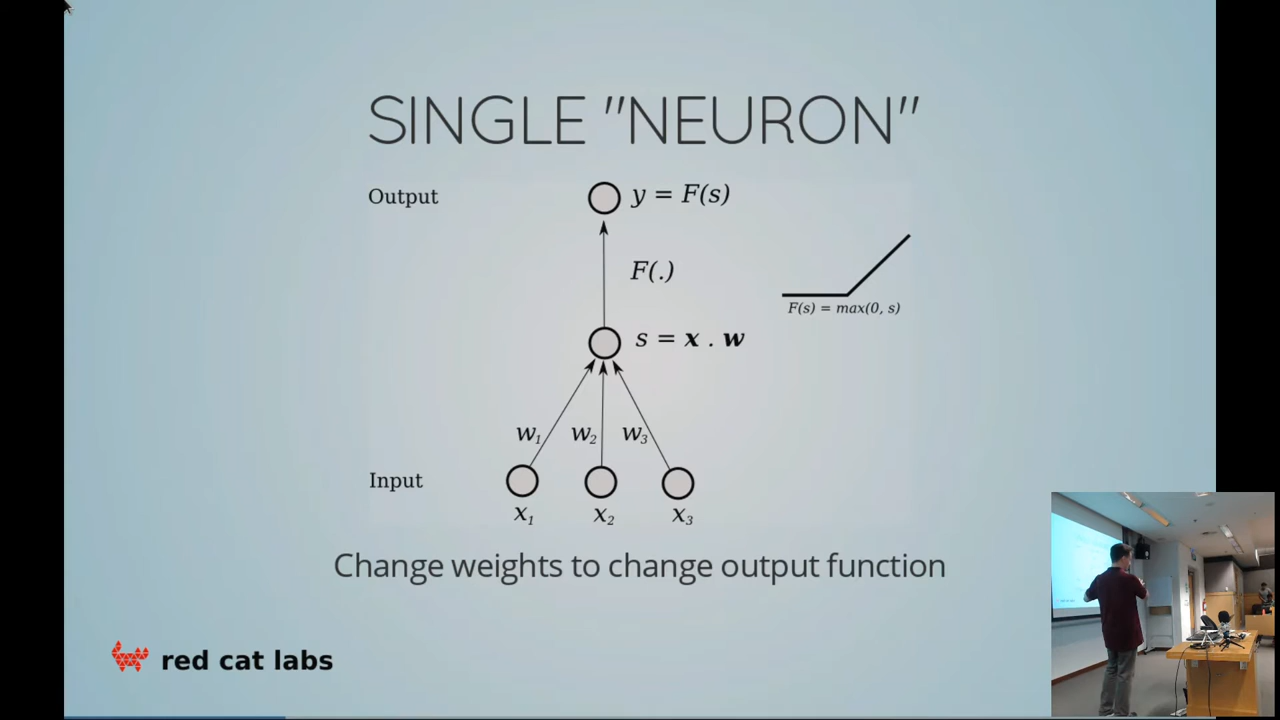 SINGLE "NEURON"
Output
y = F(s)
F(.)
F(s) = max(0, s)
s = x . w
w1 w2 w3
Input
x1 x2 x3
Change weights to change output function
red cat labs